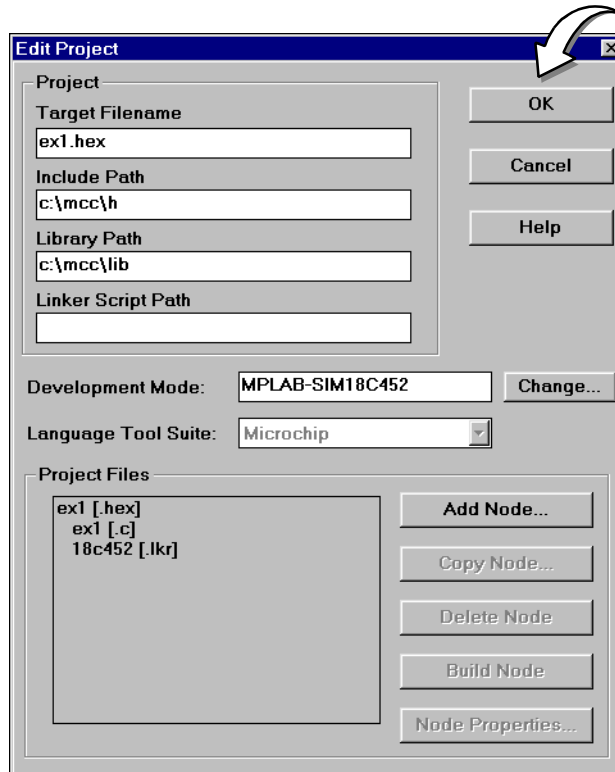 Edit Project
Project
Target Filename
ex1.hex
Include Path
c:\mcc\h
Library Path
c:\mcc\lib
Linker Script Path
OK
Cancel
Help
Development Mode: MPLAB-SIM18C452 Change...
Language Tool Suite: Microchip
Project Files
ex1 [.hex]
ex1 [.c]
18c452 [.lkr]
Add Node...
Copy Node...
Delete Node
Build Node
Node Properties...